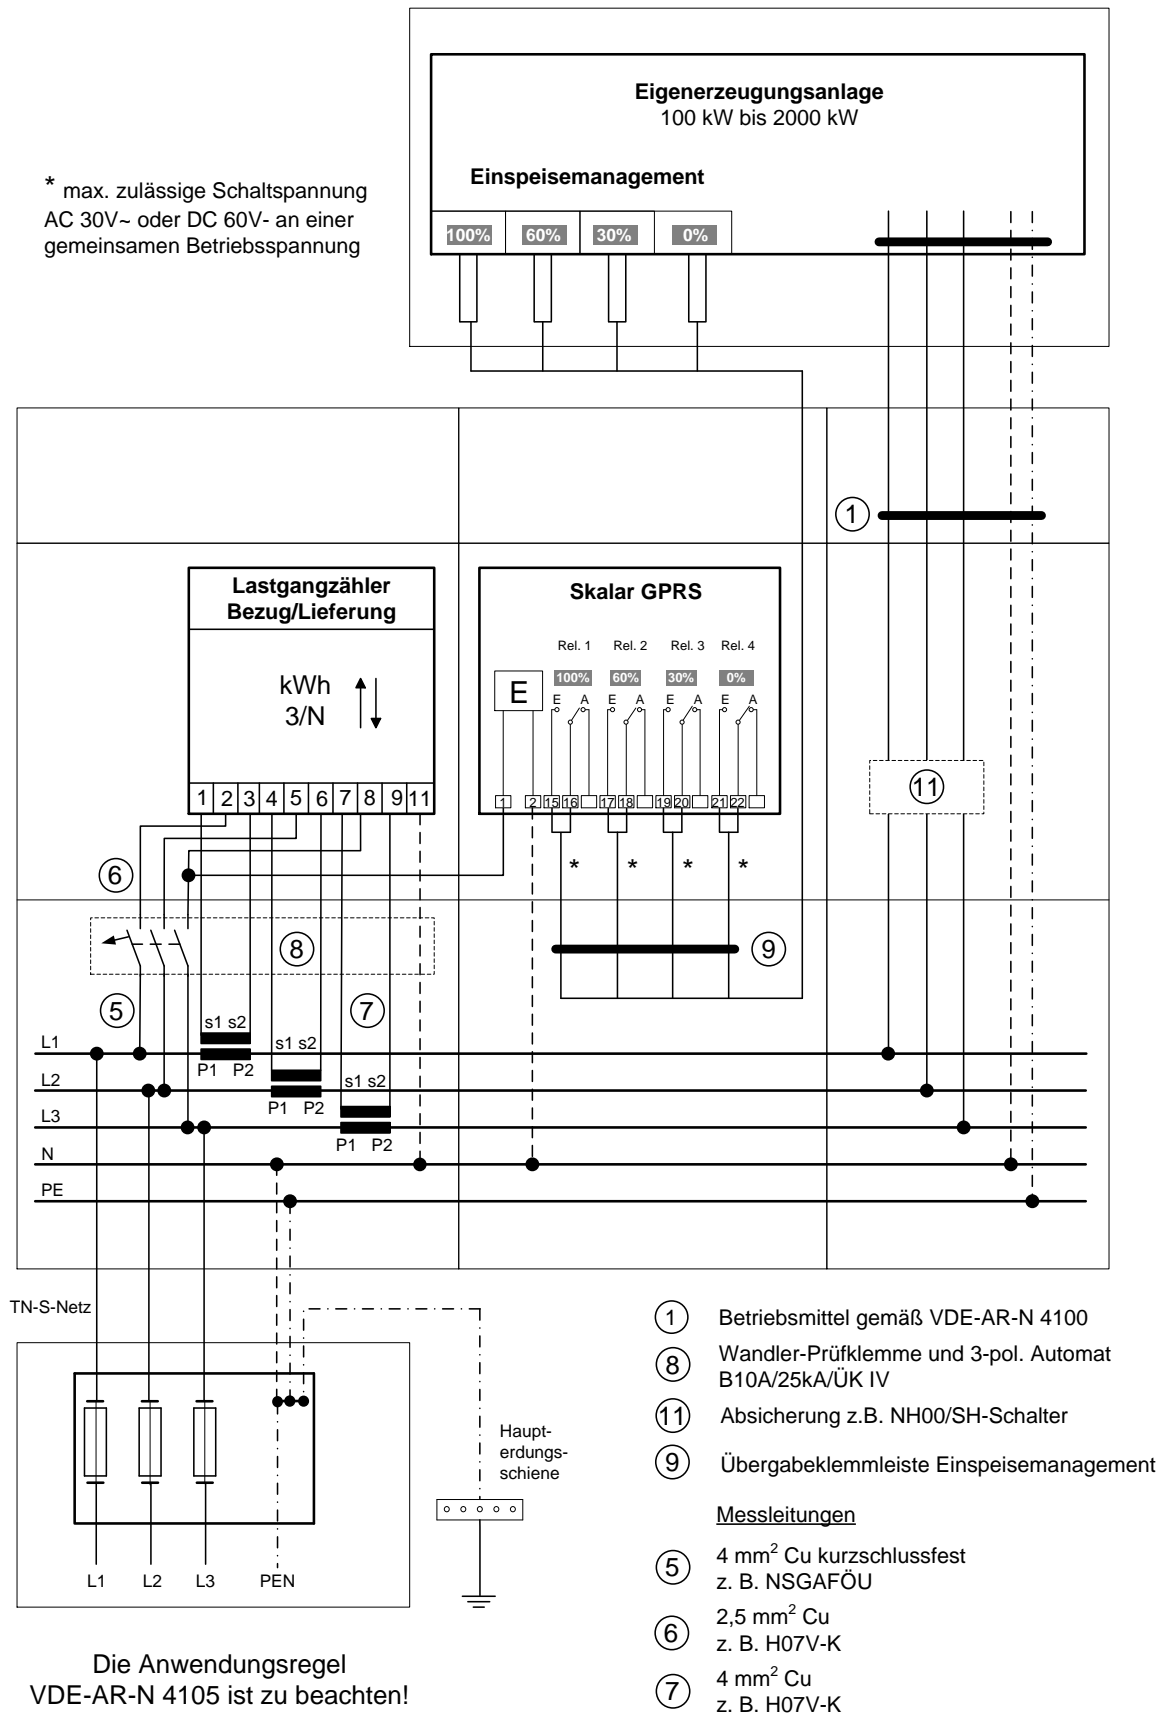 Eigenerzeugungsanlage
100 kW bis 2000 kW
* max. zulässige Schaltspannung
AC 30V~ oder DC 60V- an einer
gemeinsamen Betriebsspannung
Einspeisemanagement
100% 60% 30% 0%
1
Lastgangzähler
Bezug/Lieferung
kWh
3/N
1 2 3 4 5 6 7 8 9 11
Skalar GPRS
Rel. 1 Rel. 2 Rel. 3 Rel. 4
100% 60% 30% 0%
E
E A E A E A E A
1 2 15 16 17 18 19 20 21 22
11
* * * *
6
8
9
5
7
s1 s2
L1
P1 P2
s1 s2
L2
P1 P2
s1 s2
L3
P1 P2
N
PE
TN-S-Netz
L1 L2 L3 PEN
Haupt-
erdungs-
schiene
Die Anwendungsregel
VDE-AR-N 4105 ist zu beachten!
1 Betriebsmittel gemäß VDE-AR-N 4100
8 Wandler-Prüfklemme und 3-pol. Automat
B10A/25kA/ÜK IV
11 Absicherung z.B. NH00/SH-Schalter
9 Übergabeklemmleiste Einspeisemanagement
Messleitungen
5 4 mm² Cu kurzschlussfest
z. B. NSGAFÖU
6 2,5 mm² Cu
z. B. H07V-K
7 4 mm² Cu
z. B. H07V-K